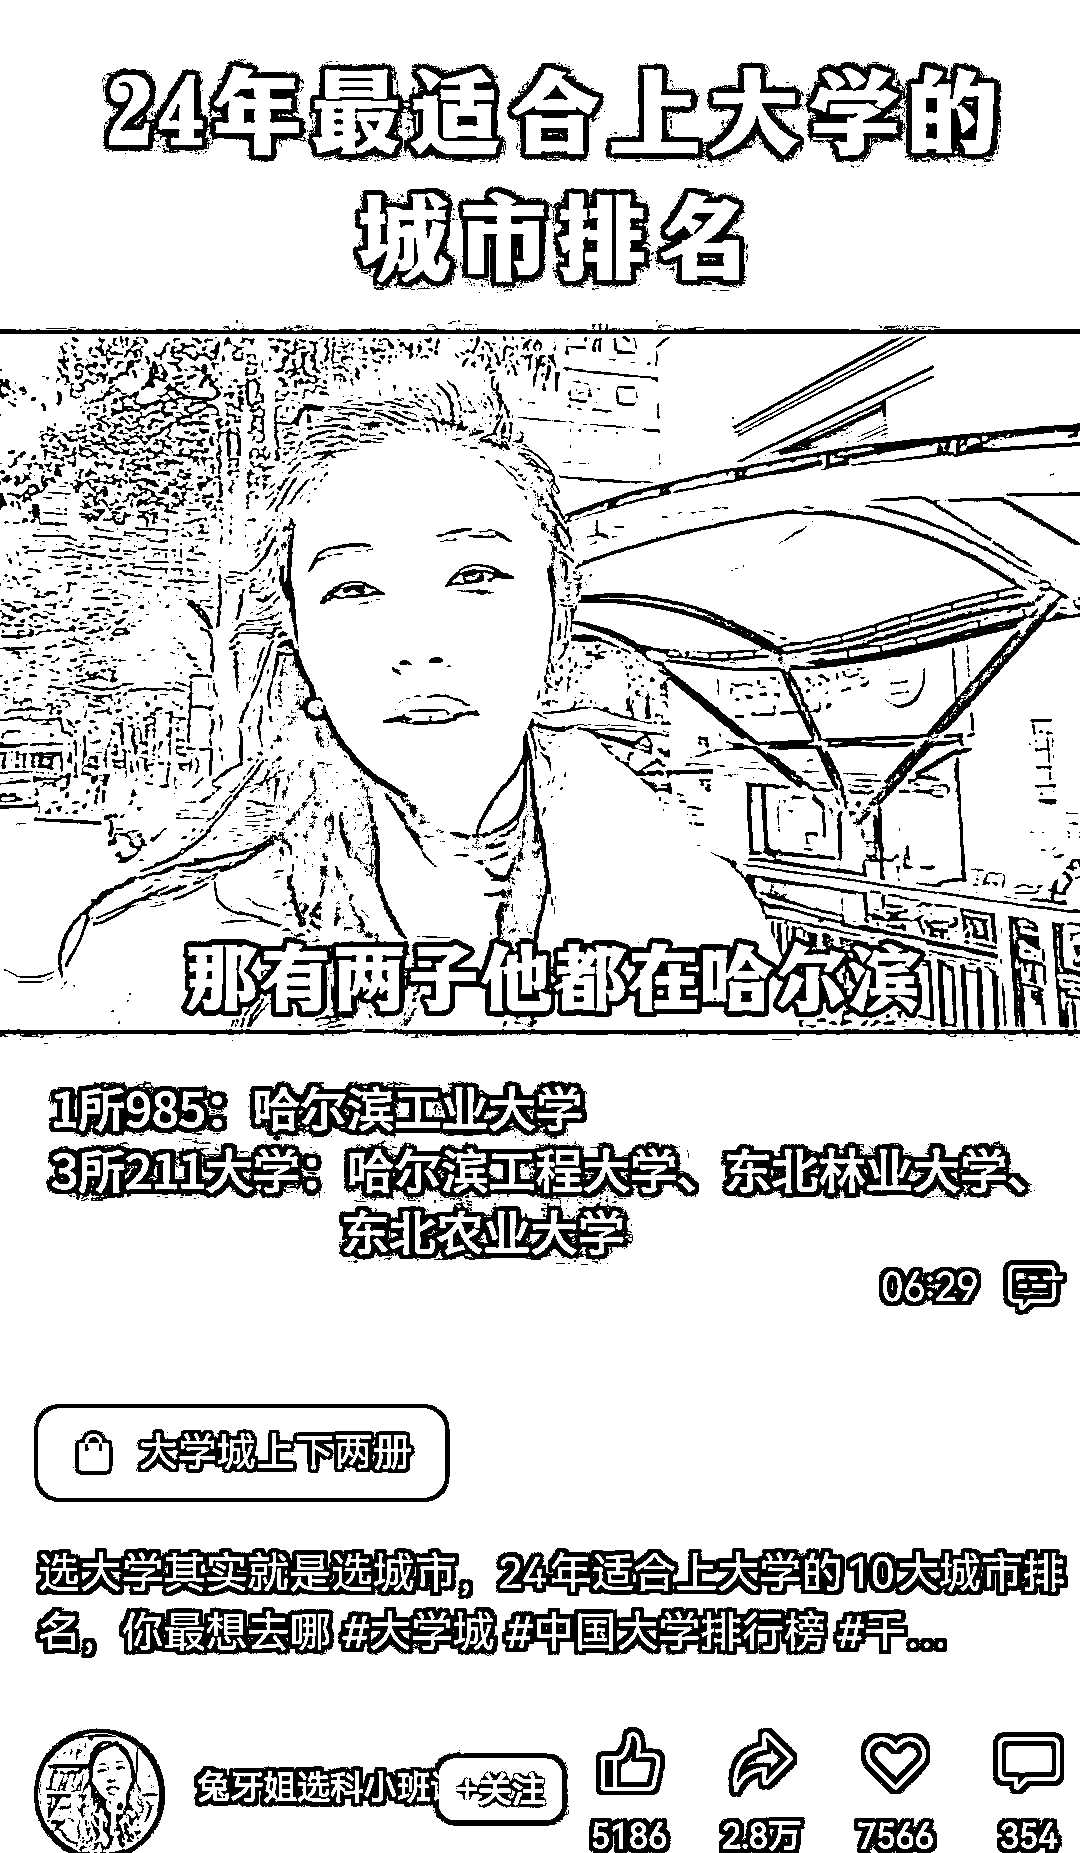 24年最适合上大学的
城市排名
那有两子他都在哈尔滨
1所985：哈尔滨工业大学
3所211大学：哈尔滨工程大学、东北林业大学、
东北农业大学
06:29
大学城上下两册
选大学其实就是选城市，24年适合上大学的10大城市排
名，你最想去哪 #大学城 #中国大学排行榜 #干...
兔牙姐选科小班 +关注
5186 2.8万 7566 354